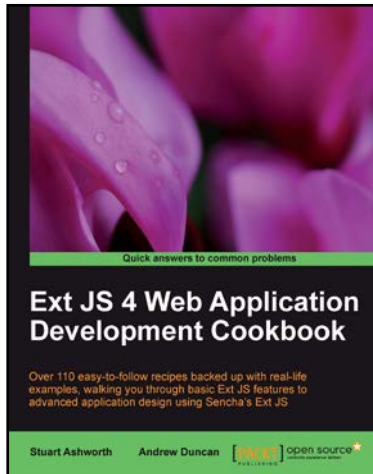 Quick answers to common problems
Ext JS 4 Web Application
Development Cookbook
Over 110 easy-to-follow recipes backed up with real-life
examples, walking you through basic Ext JS features to
advanced application design using Sencha's Ext JS
Stuart Ashworth Andrew Duncan [PACKT] open source
PUBLISHING